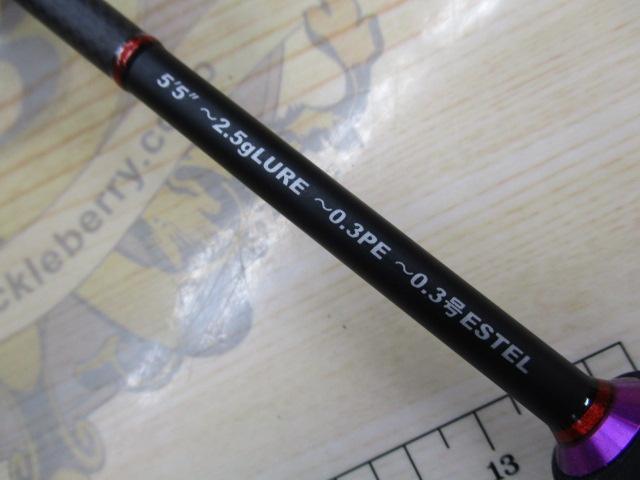 5'5" ～2.5gLURE ～0.3PE ～0.3号ESTEL
ckleberry.co
13